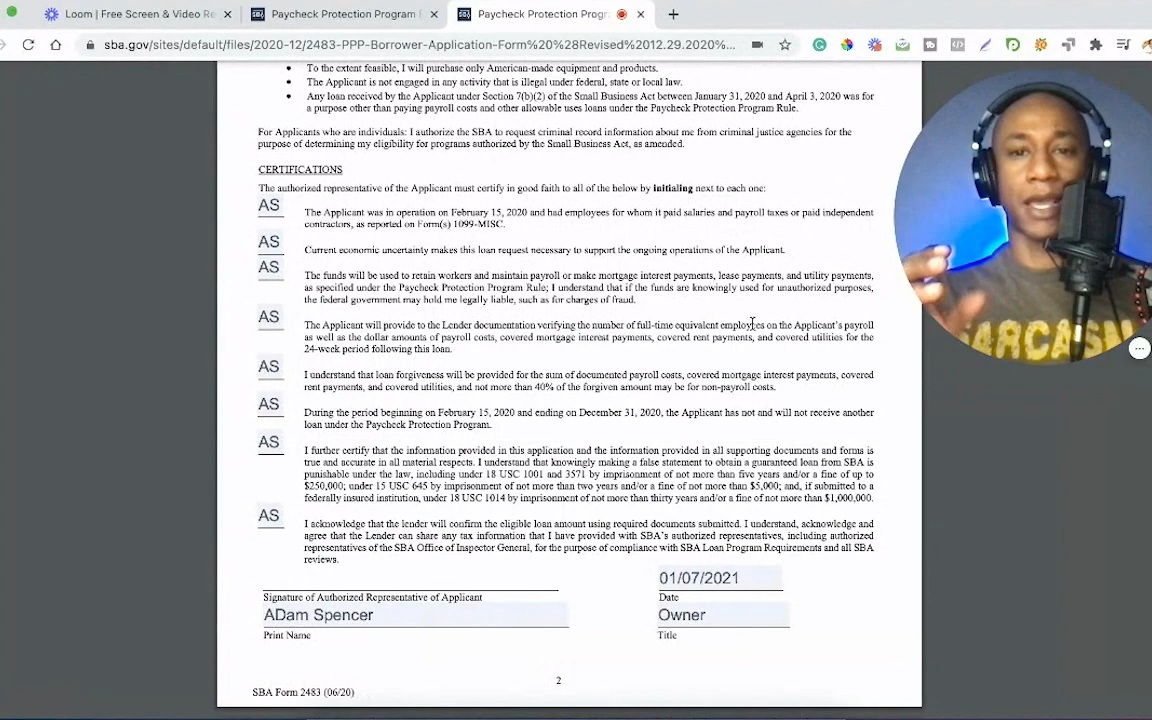 Loom | Free Screen & Video Re
Paycheck Protection Program
Paycheck Protection Progr
sba.gov/sites/default/files/2020-12/2483-PPP-Borrower-Application-Form%20%28Revised%2012.29.2020%...
To the extent feasible, I will purchase only American-made equipment and products.
The Applicant is not engaged in any activity that is illegal under federal, state or local law.
Any loan received by the Applicant under Section 7(b)(2) of the Small Business Act between January 31, 2020 and April 3, 2020 was for
a purpose other than paying payroll costs and other allowable uses loans under the Paycheck Protection Program Rule.
For Applicants who are individuals: I authorize the SBA to request criminal record information about me from criminal justice agencies for the
purpose of determining my eligibility for programs authorized by the Small Business Act, as amended.
CERTIFICATIONS
The authorized representative of the Applicant must certify in good faith to all of the below by initialing next to each one:
AS
The Applicant was in operation on February 15, 2020 and had employees for whom it paid salaries and payroll taxes or paid independent
contractors, as reported on Form(s) 1099-MISC.
AS
Current economic uncertainty makes this loan request necessary to support the ongoing operations of the Applicant.
AS
The funds will be used to retain workers and maintain payroll or make mortgage interest payments, lease payments, and utility payments,
as specified under the Paycheck Protection Program Rule; I understand that if the funds are knowingly used for unauthorized purposes,
the federal government may hold me legally liable, such as for charges of fraud.
AS
The Applicant will provide to the Lender documentation verifying the number of full-time equivalent employees on the Applicant's payroll
as well as the dollar amounts of payroll costs, covered mortgage interest payments, covered rent payments, and covered utilities for the
24-week period following this loan.
AS
I understand that loan forgiveness will be provided for the sum of documented payroll costs, covered mortgage interest payments, covered
rent payments, and covered utilities, and not more than 40% of the forgiven amount may be for non-payroll costs.
AS
During the period beginning on February 15, 2020 and ending on December 31, 2020, the Applicant has not and will not receive another
loan under the Paycheck Protection Program.
AS
I further certify that the information provided in this application and the information provided in all supporting documents and forms is
true and accurate in all material respects. I understand that knowingly making a false statement to obtain a guaranteed loan from SBA is
punishable under the law, including under 18 USC 1001 and 3571 by imprisonment of not more than five years and/or a fine of up to
$250,000; under 15 USC 645 by imprisonment of not more than two years and/or a fine of not more than $5,000; and, if submitted to a
federally insured institution, under 18 USC 1014 by imprisonment of not more than thirty years and/or a fine of not more than $1,000,000.
AS
I acknowledge that the lender will confirm the eligible loan amount using required documents submitted. I understand, acknowledge and
agree that the Lender can share any tax information that I have provided with SBA's authorized representatives, including authorized
representatives of the SBA Office of Inspector General, for the purpose of compliance with SBA Loan Program Requirements and all SBA
reviews.
01/07/2021
Signature of Authorized Representative of Applicant
Date
ADam Spencer
Owner
Print Name
Title
2
SBA Form 2483 (06/20)
SARCASM